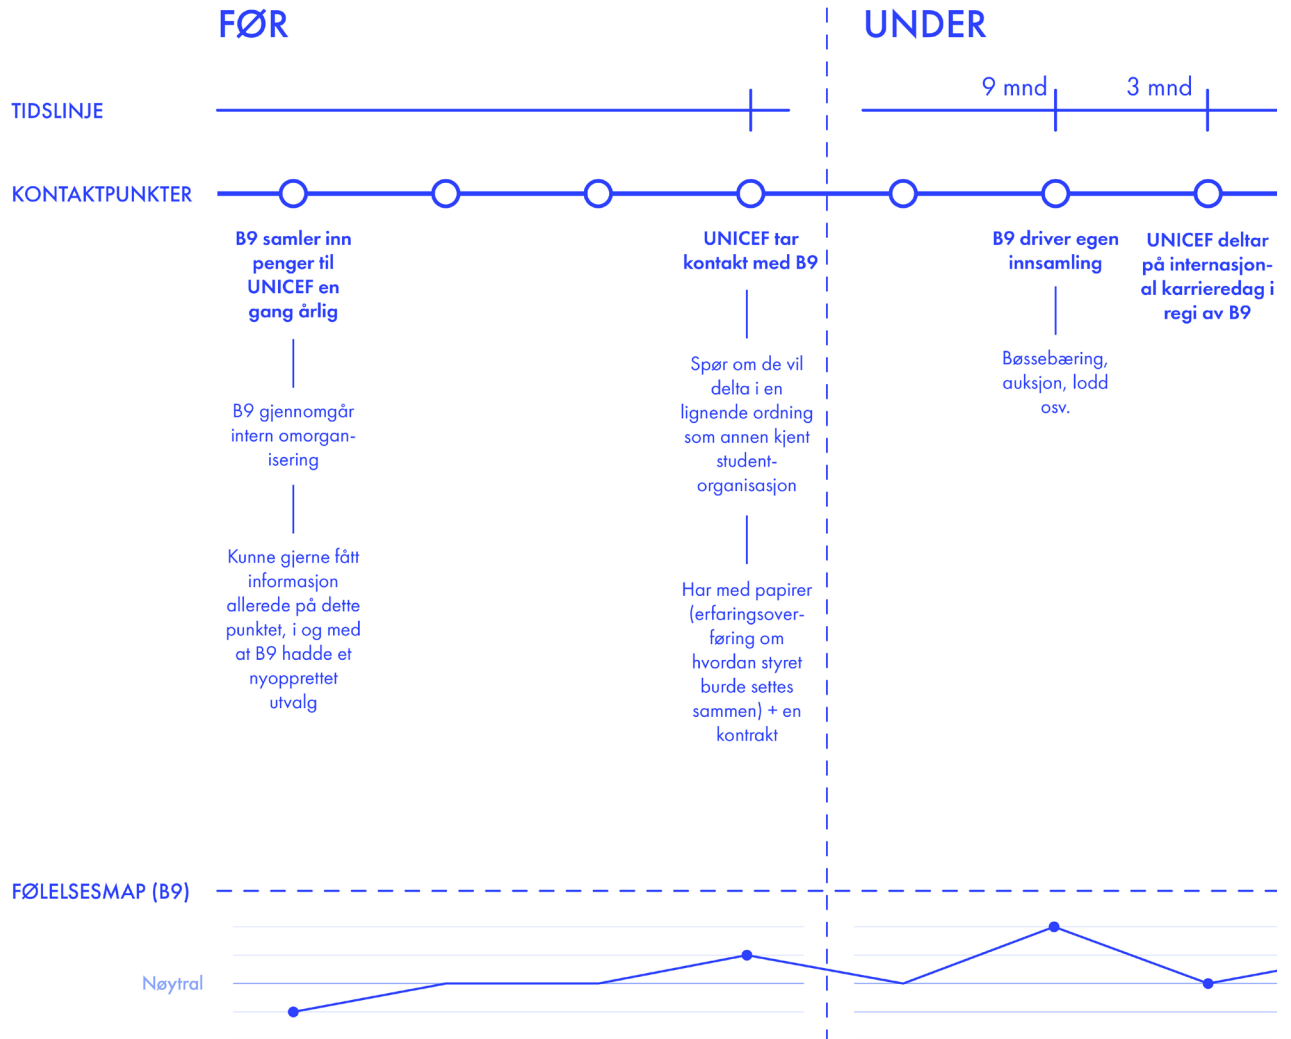 FØR
UNDER
TIDSLINJE
9 mnd
3 mnd
KONTAKTPUNKTER
B9 samler inn
penger til
UNICEF en
gang årlig
B9 gjennomgår
intern omorgan-
isering
Kunne gjerne fått
informasjon
allerede på dette
punktet, i og med
at B9 hadde et
nyopprettet
utvalg
UNICEF tar
kontakt med B9
Spør om de vil
delta i en
lignende ordning
som annen kjent
student-
organisasjon
Har med papirer
(erfaringsover-
føring om
hvordan styret
burde settes
sammen) + en
kontrakt
B9 driver egen
innsamling
Bøssebæring,
auksjon, lodd
osv.
UNICEF deltar
på internasjon-
al karrieredag i
regi av B9
FØLELSESMAP (B9)
Nøytral